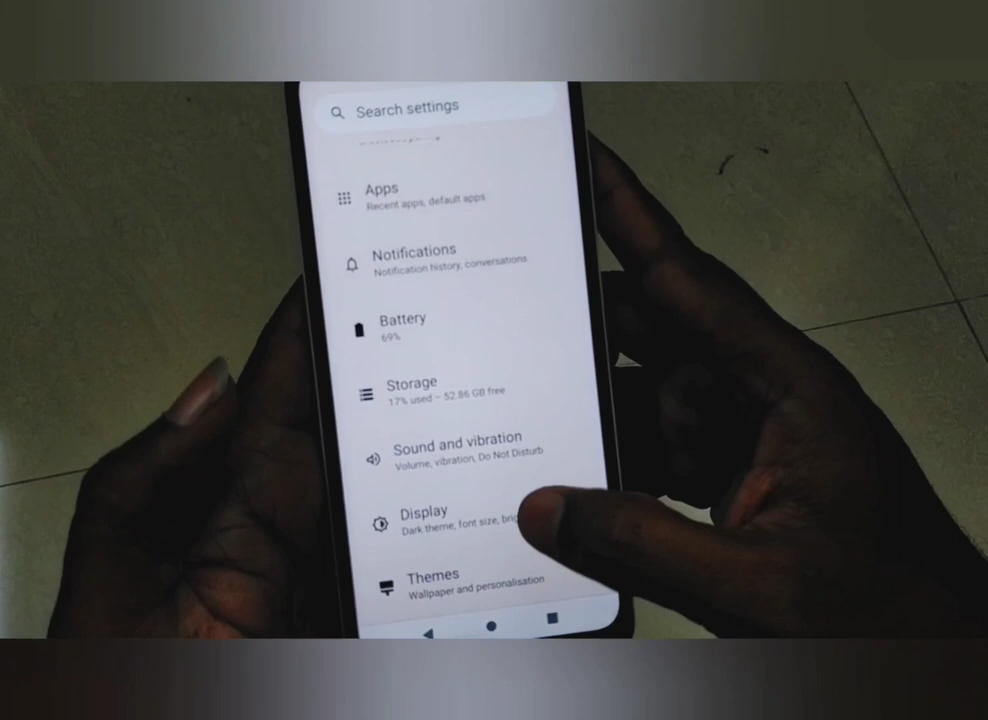 Search settings
Apps
Recent apps, default apps
Notifications
Notification history, conversations
Battery
69%
Storage
17% used – 52.86 GB free
Sound and vibration
Volume, vibration, Do Not Disturb
Display
Dark theme, font size,
Themes
Wallpaper and personalisation